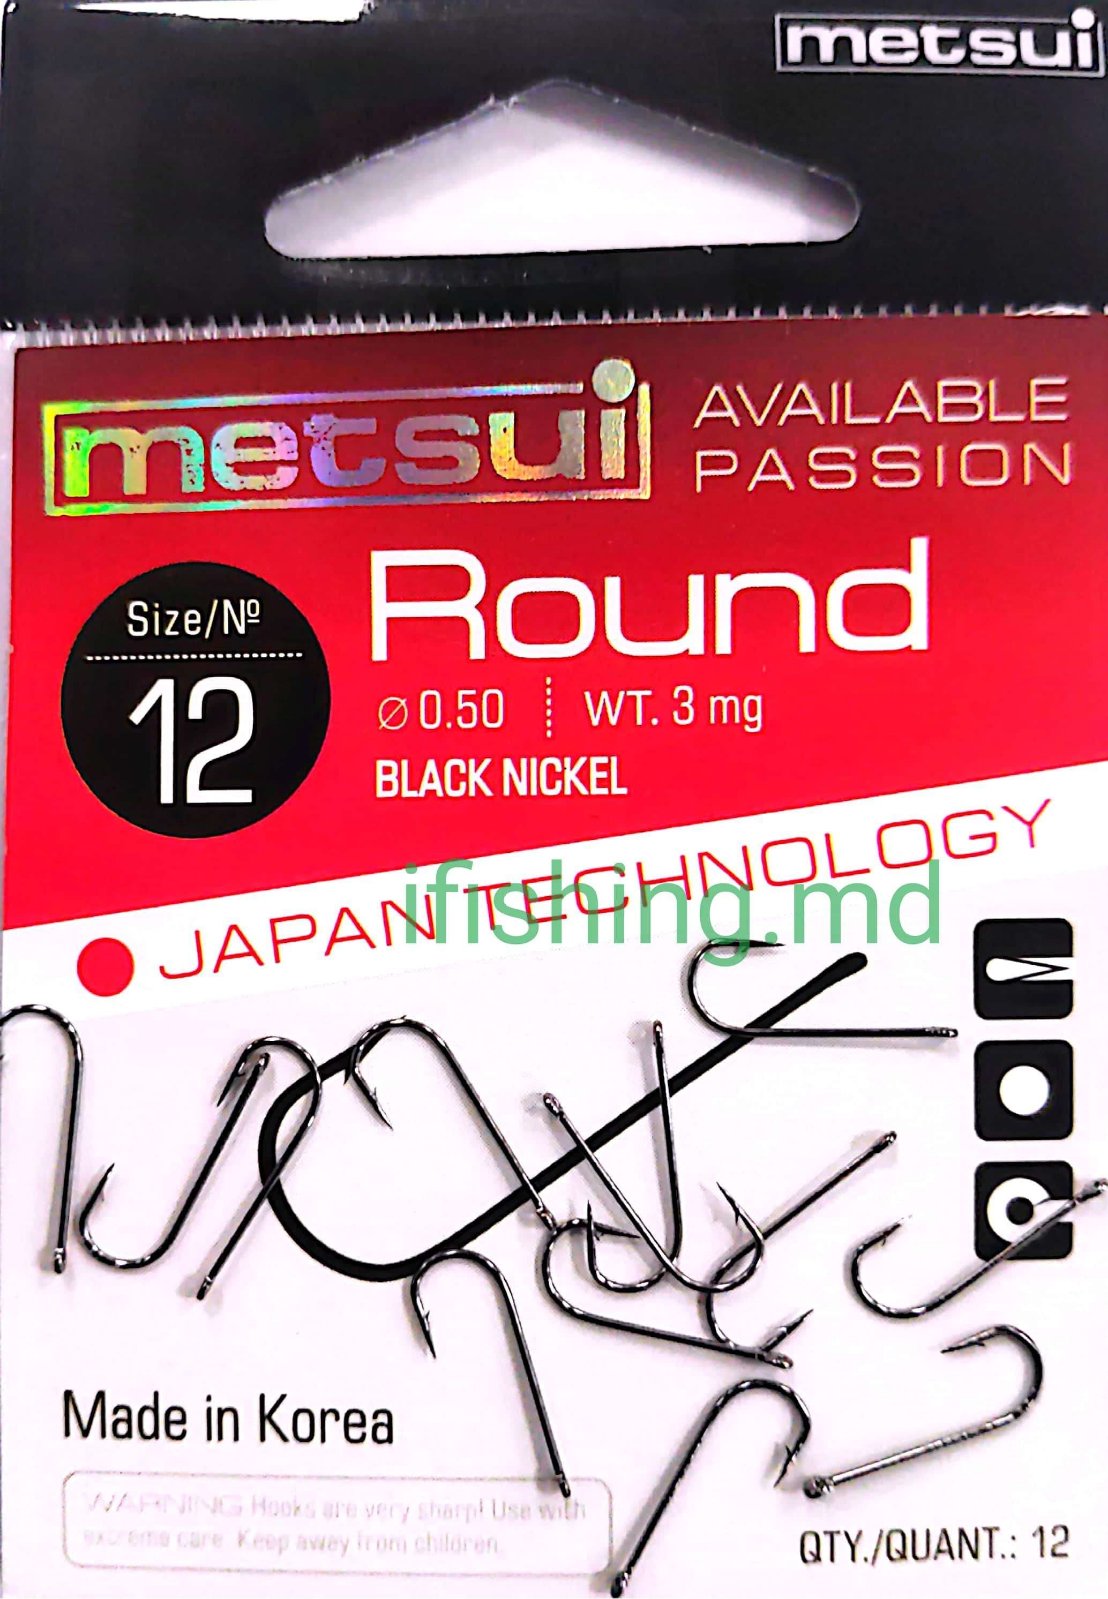 metsui
metsui
AVAILABLE
PASSION
Round
Size/Nº
12
Ø 0.50 WT. 3 mg
BLACK NICKEL
JAPAN TECHNOLOGY
ifishing.md
Made in Korea
WARNING Hooks are very sharp! Use with
extreme care. Keep away from children.
QTY./QUANT.: 12